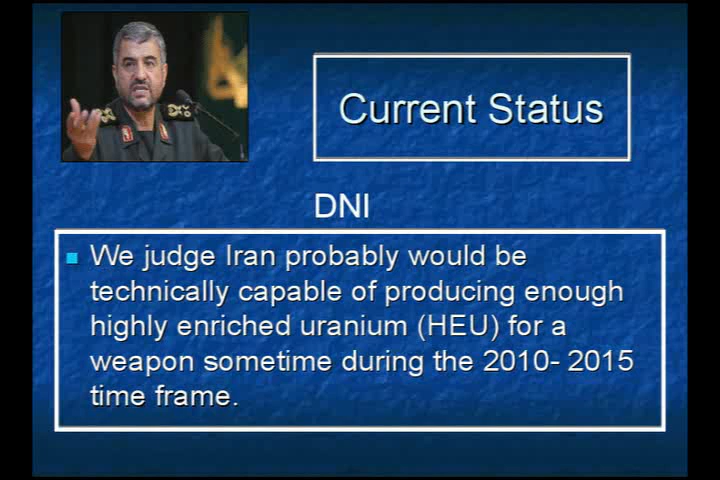 Current Status
DNI
We judge Iran probably would be
technically capable of producing enough
highly enriched uranium (HEU) for a
weapon sometime during the 2010- 2015
time frame.